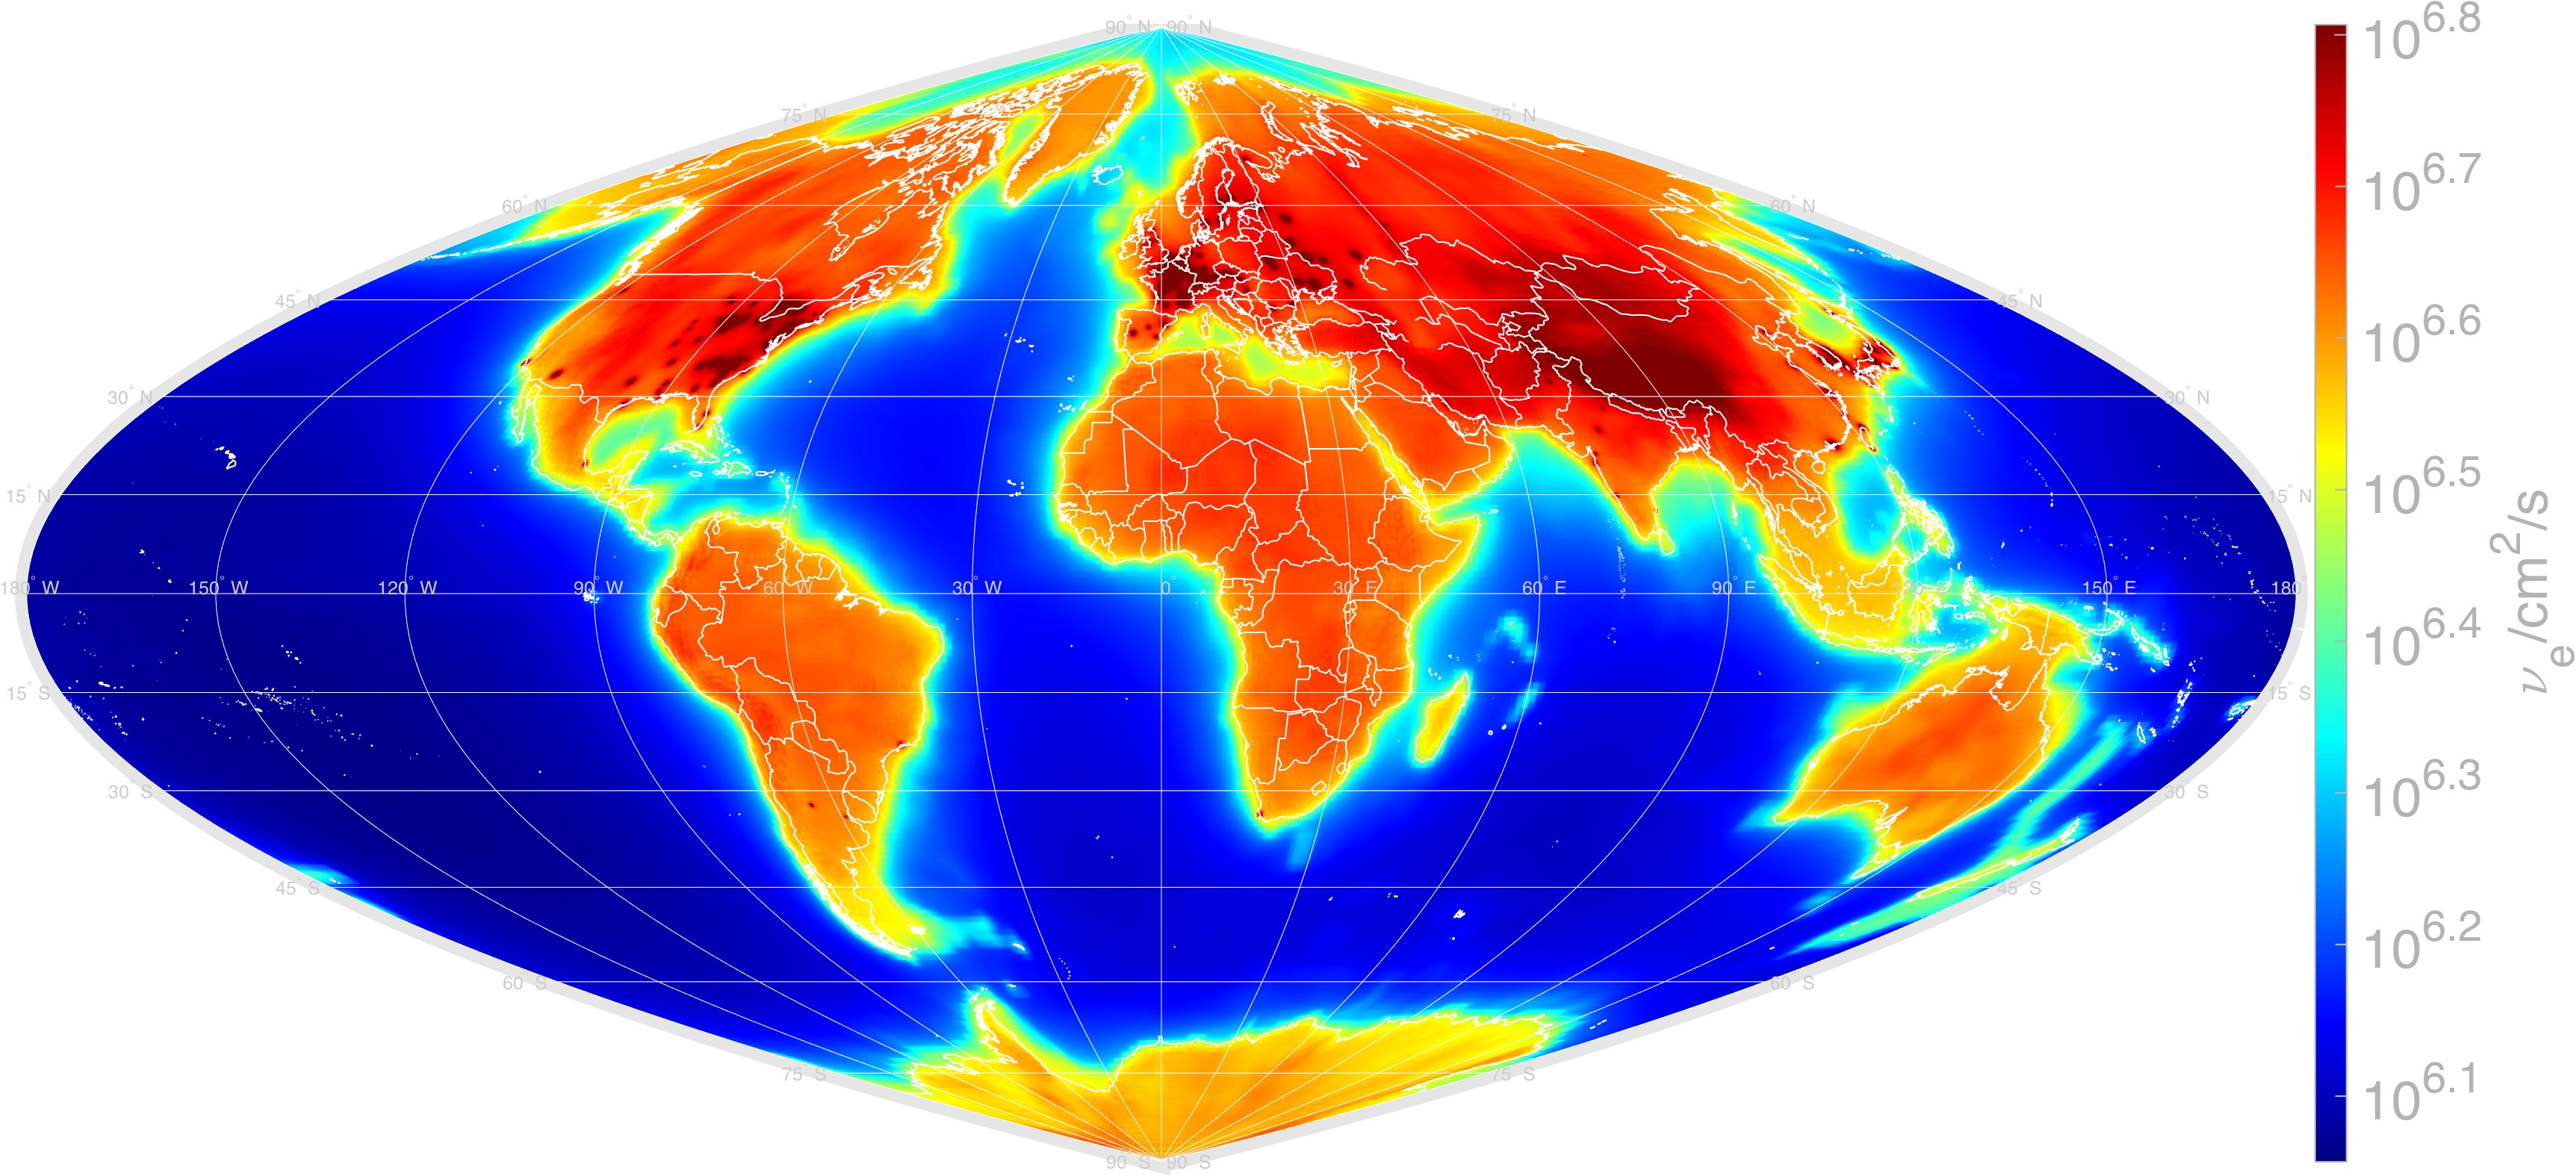 90° N 90° N
75° N 75° N
60° N 60° N
45° N 45° N
30° N 30° N
15° N 15° N
180° W 150° W 120° W 90° W 60° W 30° W 0° 30° E 60° E 90° E 120° E 150° E 180°
15° S 15° S
30° S 30° S
45° S 45° S
60° S 60° S
75° S 75° S
90° S 90° S
10^6.8
10^6.7
10^6.6
10^6.5
10^6.4
10^6.3
10^6.2
10^6.1
ν_e/cm²/s